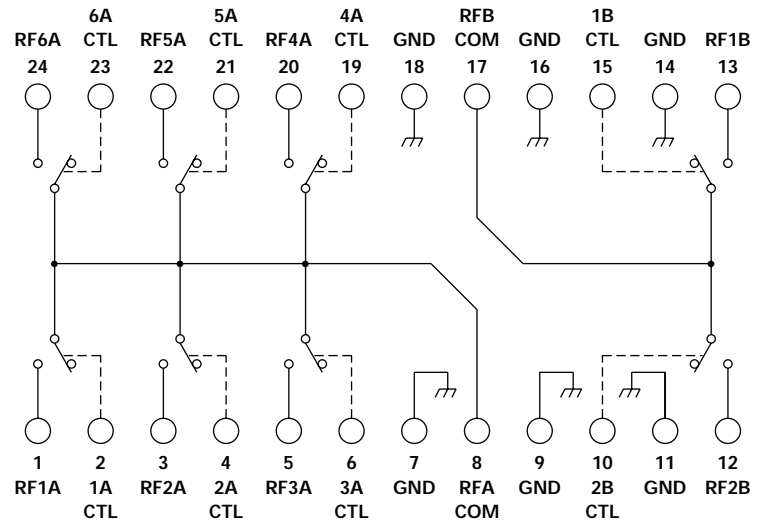 6A 5A 4A RFB 1B
RF6A CTL RF5A CTL RF4A CTL GND COM GND CTL GND RF1B
24 23 22 21 20 19 18 17 16 15 14 13
1 2 3 4 5 6 7 8 9 10 11 12
RF1A 1A RF2A 2A RF3A 3A GND RFA GND 2B GND RF2B
CTL CTL CTL COM CTL